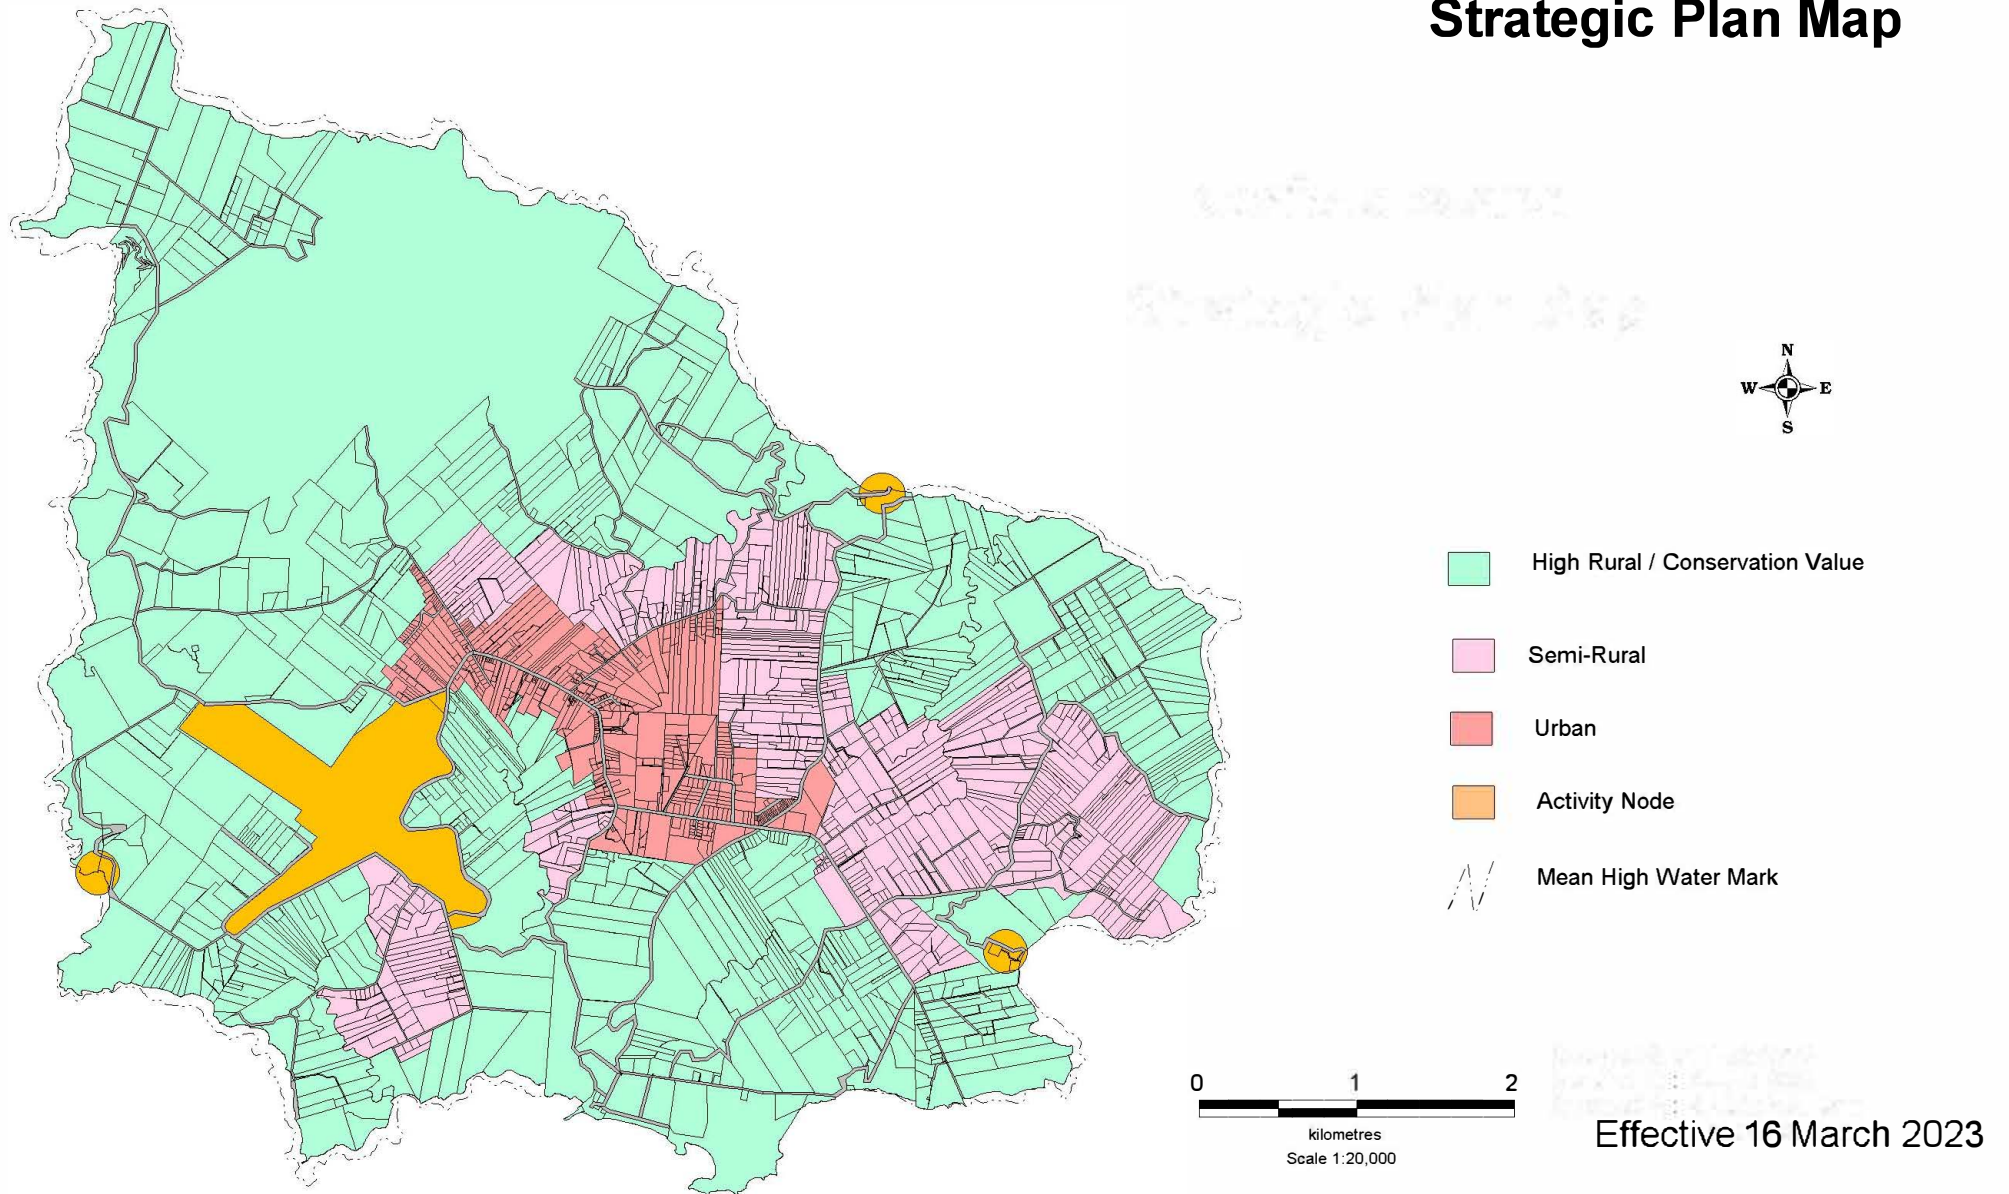 Strategic Plan Map
N
W E
S
High Rural / Conservation Value
Semi-Rural
Urban
Activity Node
Mean High Water Mark
0 1 2
kilometres
Scale 1:20,000
Effective 16 March 2023